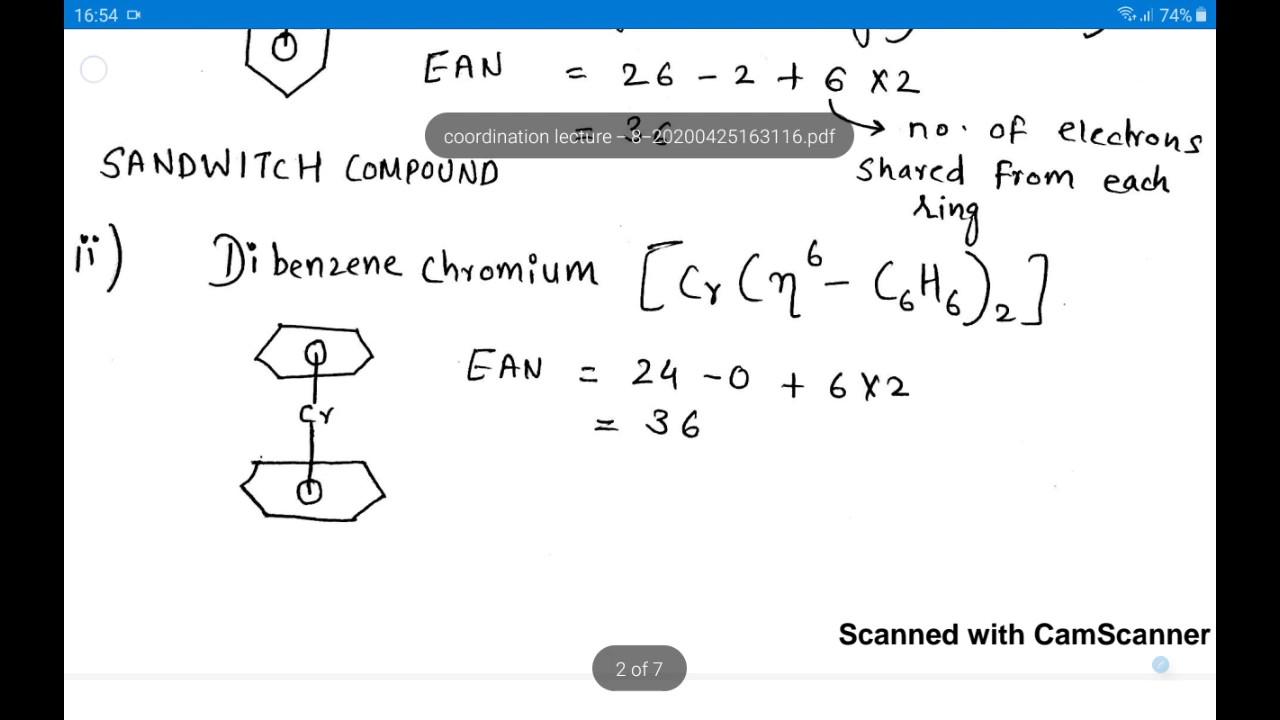 16:54
74%
EAN = 26 - 2 + 6 X2
→ no. of electrons
coordination lecture – 8–20200425163116.pdf
= 36
SANDWITCH COMPOUND
shared from each
ring
ii) Dibenzene chromium [Cr(η⁶- C₆H₆)₂]
EAN = 24 -0 + 6X2
Cr
= 36
Scanned with CamScanner
2 of 7